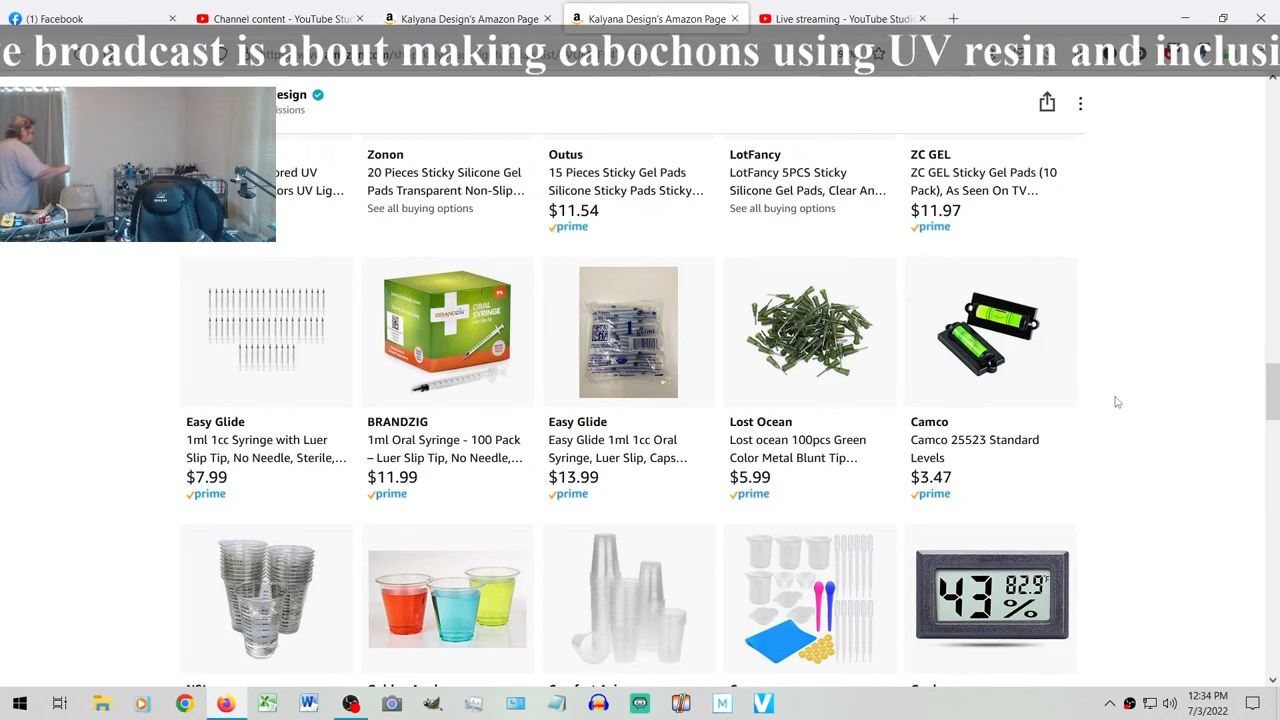 (1) Facebook
Channel content - YouTube Stu
Kalyana Design's Amazon Page
Kalyana Design's Amazon Page
Live streaming - YouTube Studi
e broadcast is about making cabochons using UV resin and inclusi
esign
issions
ored UV
ors UV Lig...
Zonon
20 Pieces Sticky Silicone Gel
Pads Transparent Non-Slip...
See all buying options
Outus
15 Pieces Sticky Gel Pads
Silicone Sticky Pads Sticky...
$11.54
prime
LotFancy
LotFancy 5PCS Sticky
Silicone Gel Pads, Clear An...
See all buying options
ZC GEL
ZC GEL Sticky Gel Pads (10
Pack), As Seen On TV...
$11.97
prime
BRANDZIG
ORAL
SYRINGE
Easy Glide
1ml 1cc Syringe with Luer
Slip Tip, No Needle, Sterile,...
$7.99
prime
BRANDZIG
1ml Oral Syringe - 100 Pack
– Luer Slip Tip, No Needle,...
$11.99
prime
Easy Glide
Easy Glide 1ml 1cc Oral
Syringe, Luer Slip, Caps...
$13.99
prime
Lost Ocean
Lost ocean 100pcs Green
Color Metal Blunt Tip...
$5.99
prime
Camco
Camco 25523 Standard
Levels
$3.47
prime
43 %
82.9°F
12:34 PM
7/3/2022